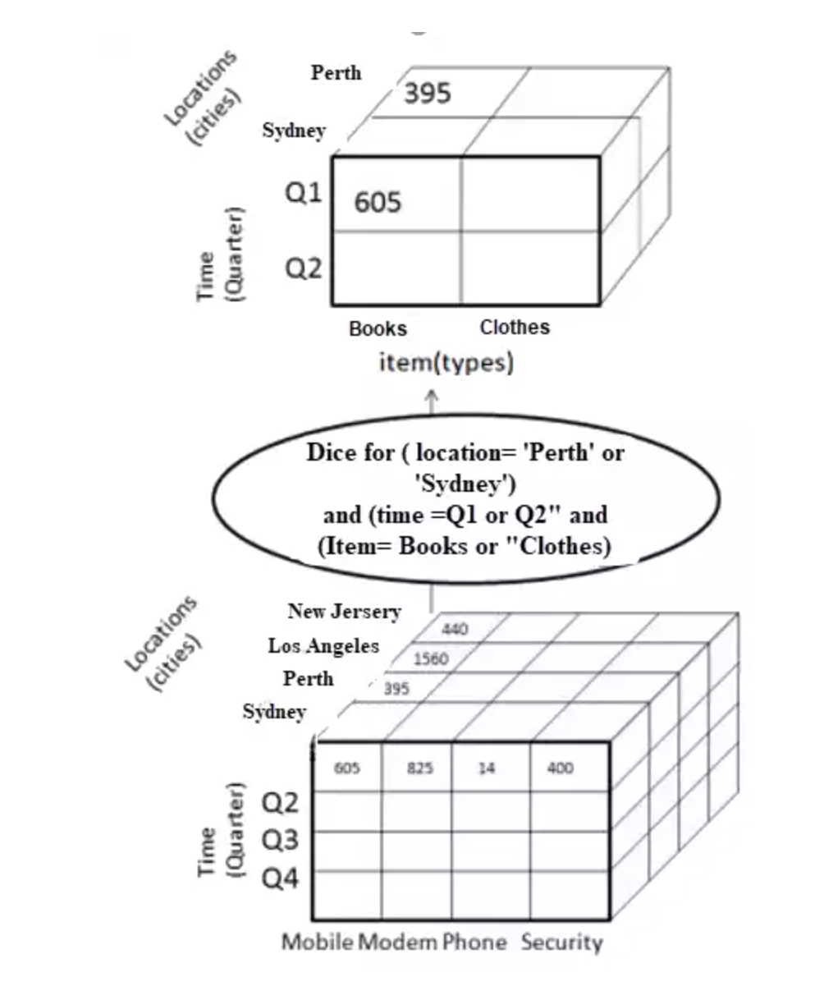 Locations
(cities)
Perth
395
Sydney
Q1
605
Time
(Quarter)
Q2
Books Clothes
item(types)
Dice for ( location= 'Perth' or
'Sydney')
and (time =Q1 or Q2" and
(Item= Books or "Clothes)
Locations
(cities)
New Jersery
440
Los Angeles
1560
Perth
395
Sydney
605 825 14 400
Time
(Quarter)
Q2
Q3
Q4
Mobile Modem Phone Security